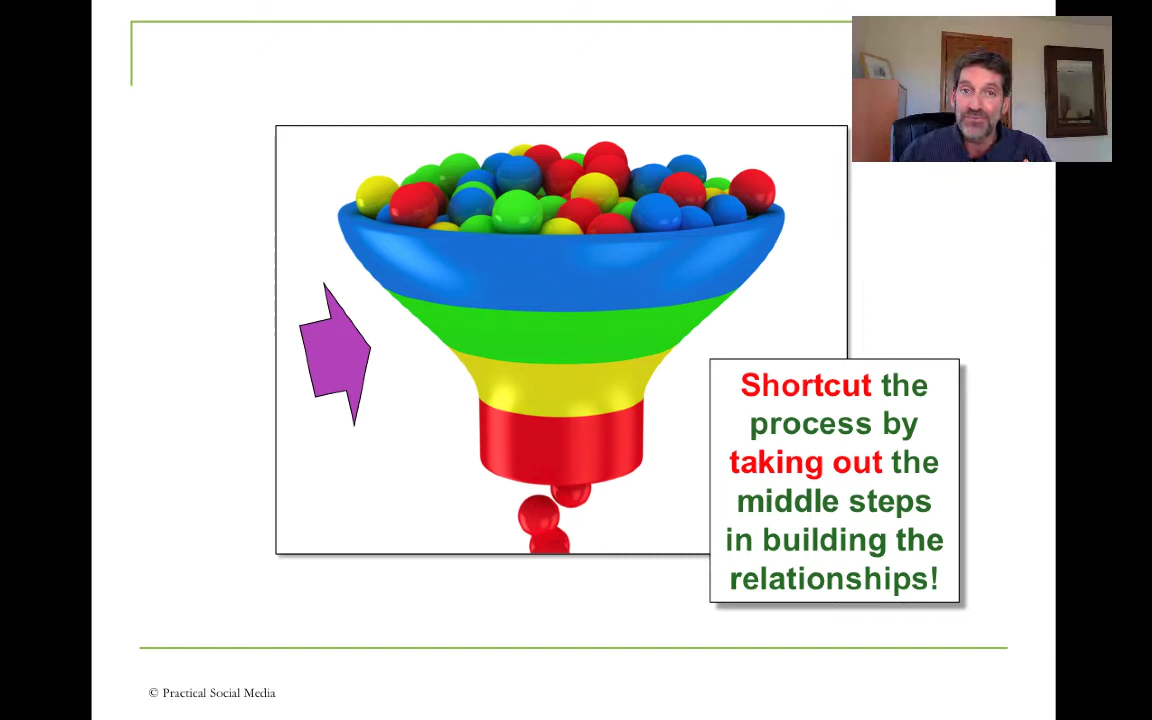 Shortcut the
process by
taking out the
middle steps
in building the
relationships!
© Practical Social Media